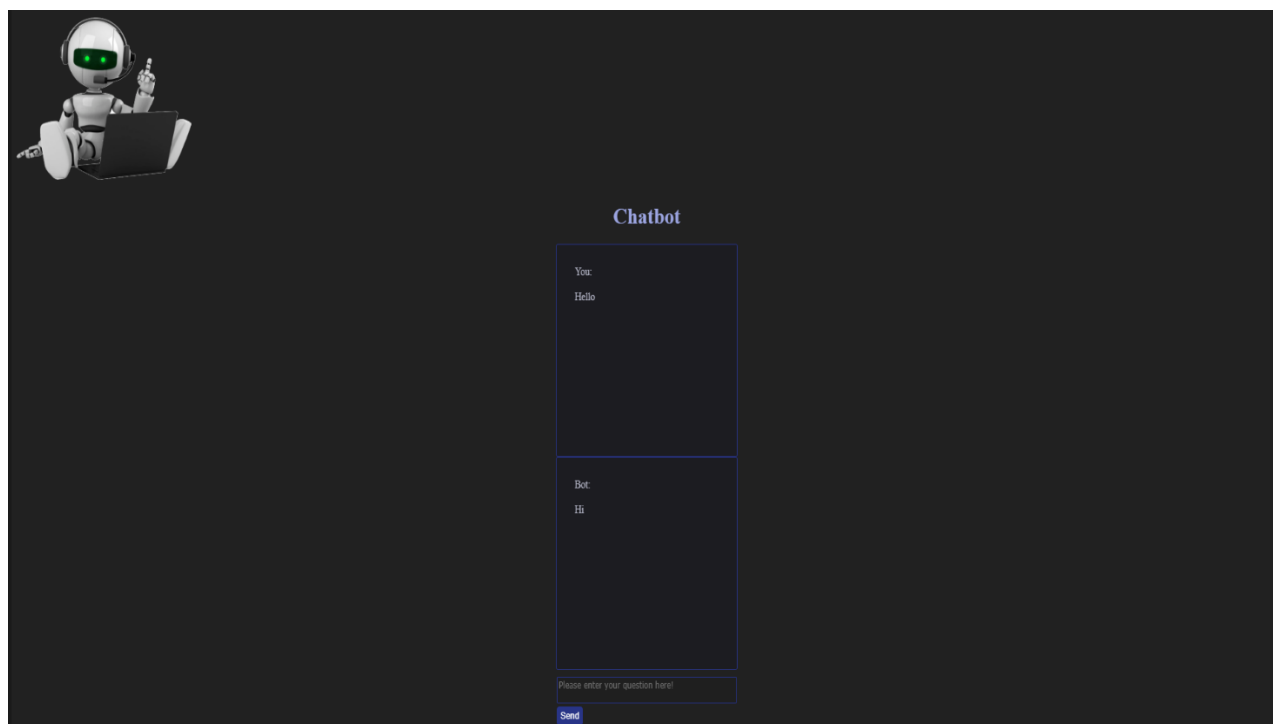 Chatbot
You:
Hello
Bot:
Hi
Please enter your question here!
Send